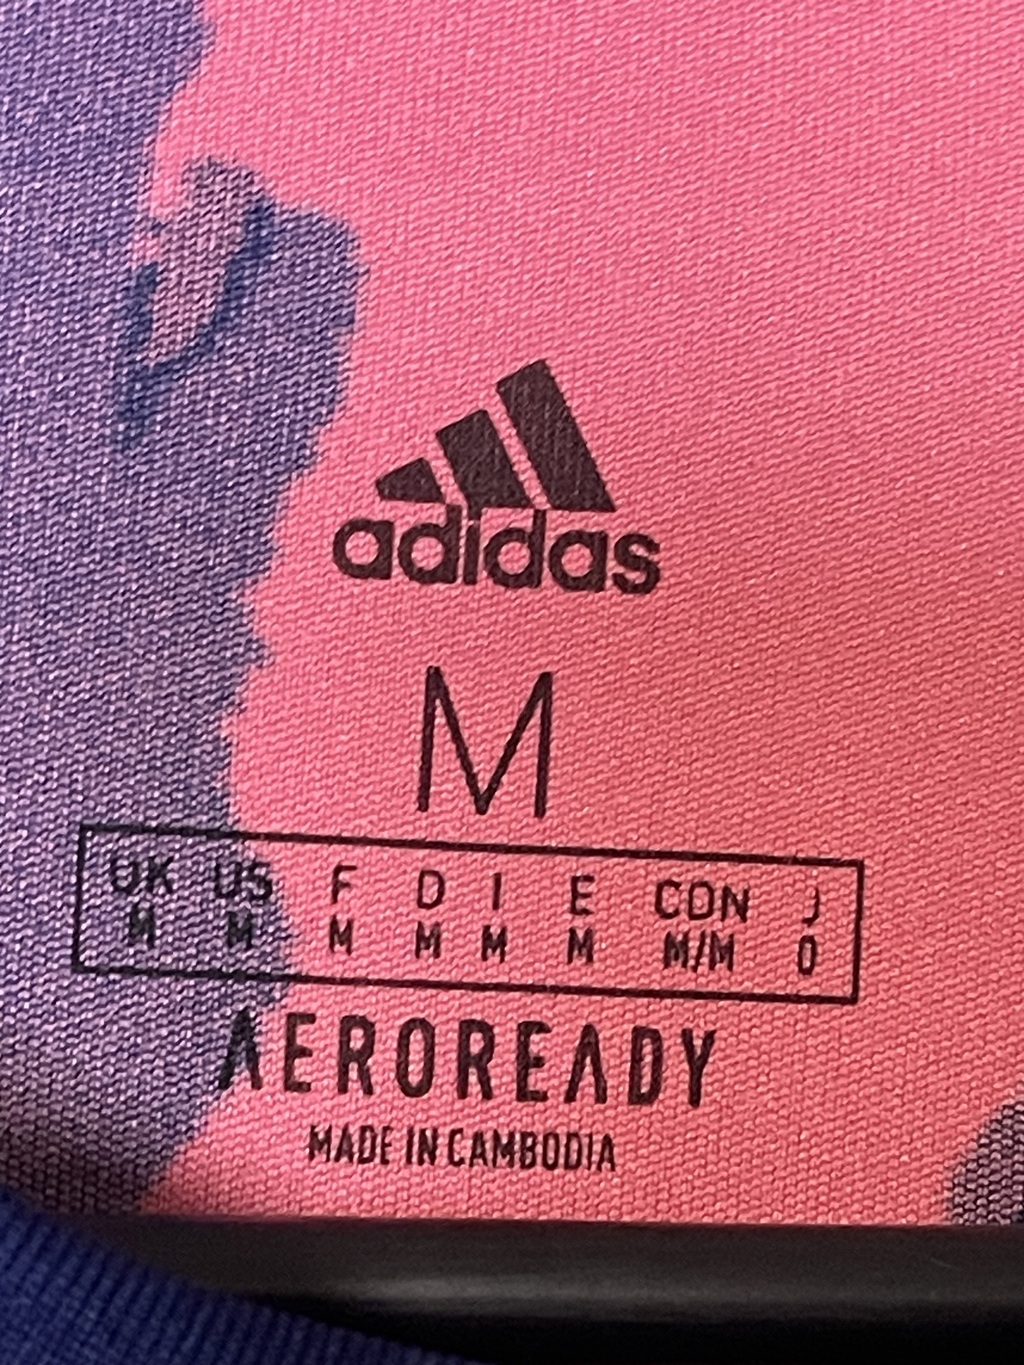 adidas
M
UK US F D I E CDN J
M M M M M M M/M O
AEROREADY
MADE IN CAMBODIA